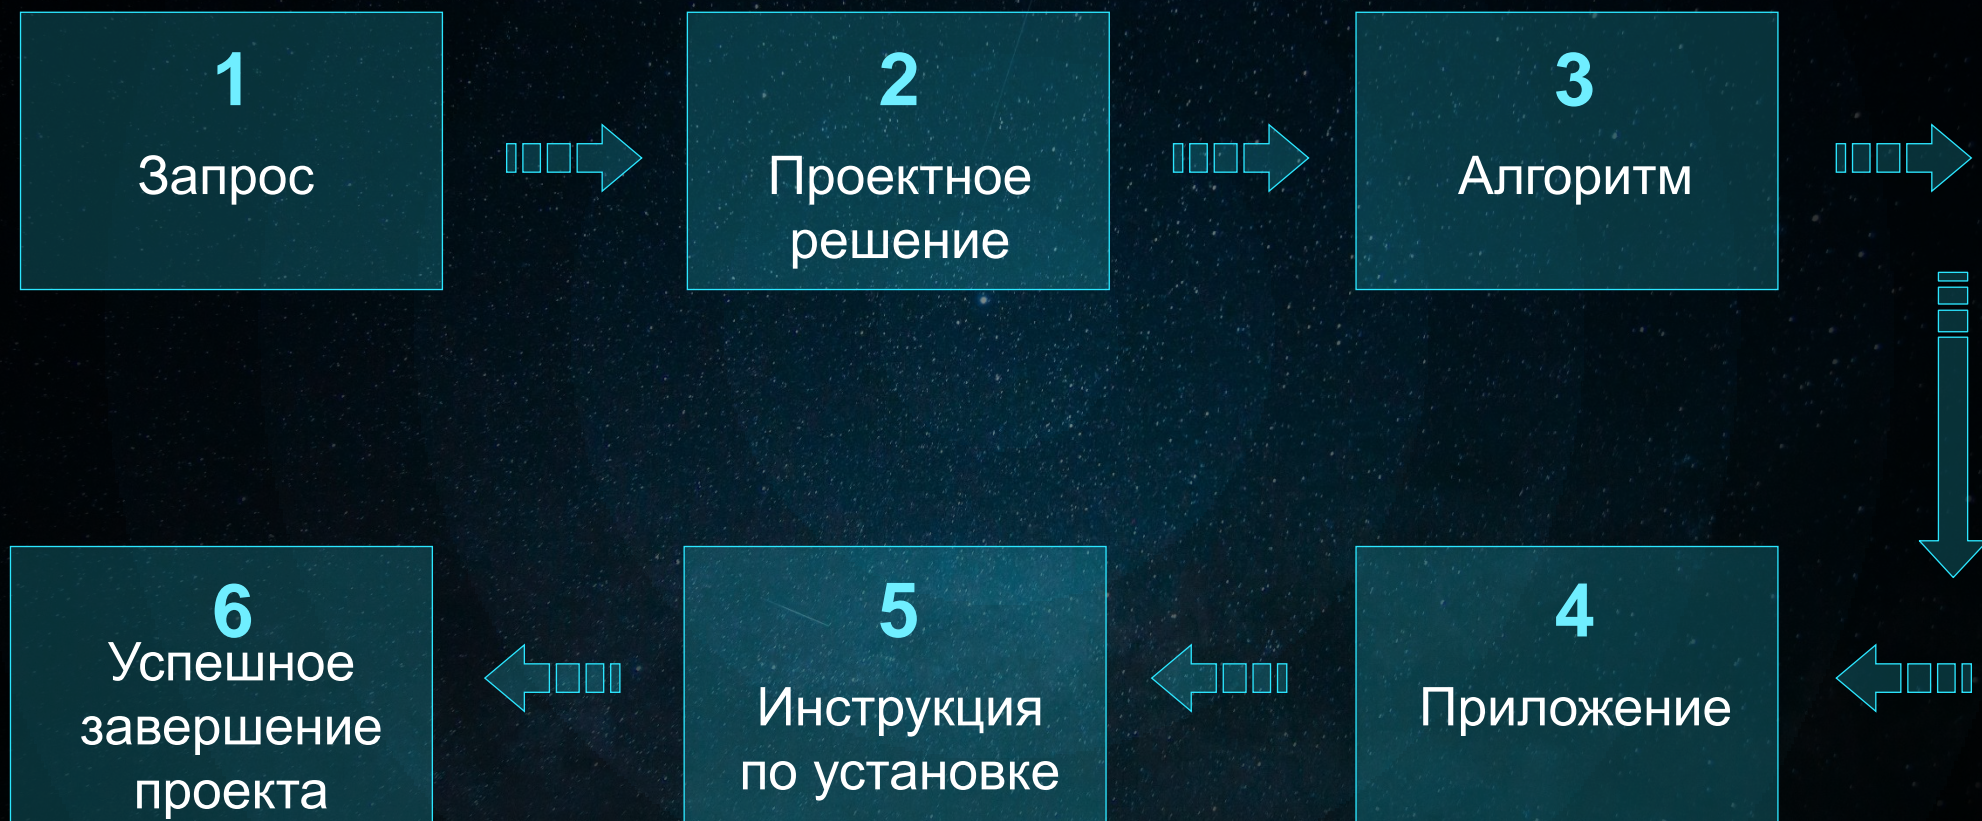 1
Запрос
2
Проектное
решение
3
Алгоритм
4
Приложение
5
Инструкция
по установке
6
Успешное
завершение
проекта